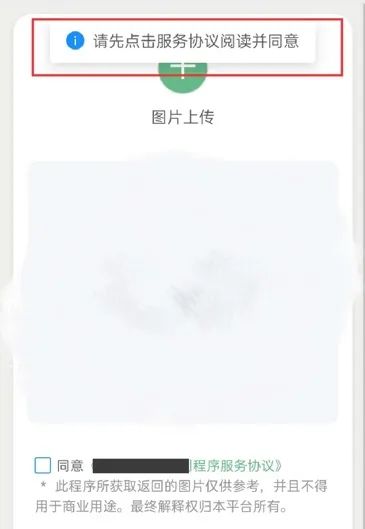 请先点击服务协议阅读并同意
图片上传
同意《程序服务协议》
* 此程序所获取返回的图片仅供参考，并且不得
用于商业用途。最终解释权归本平台所有。